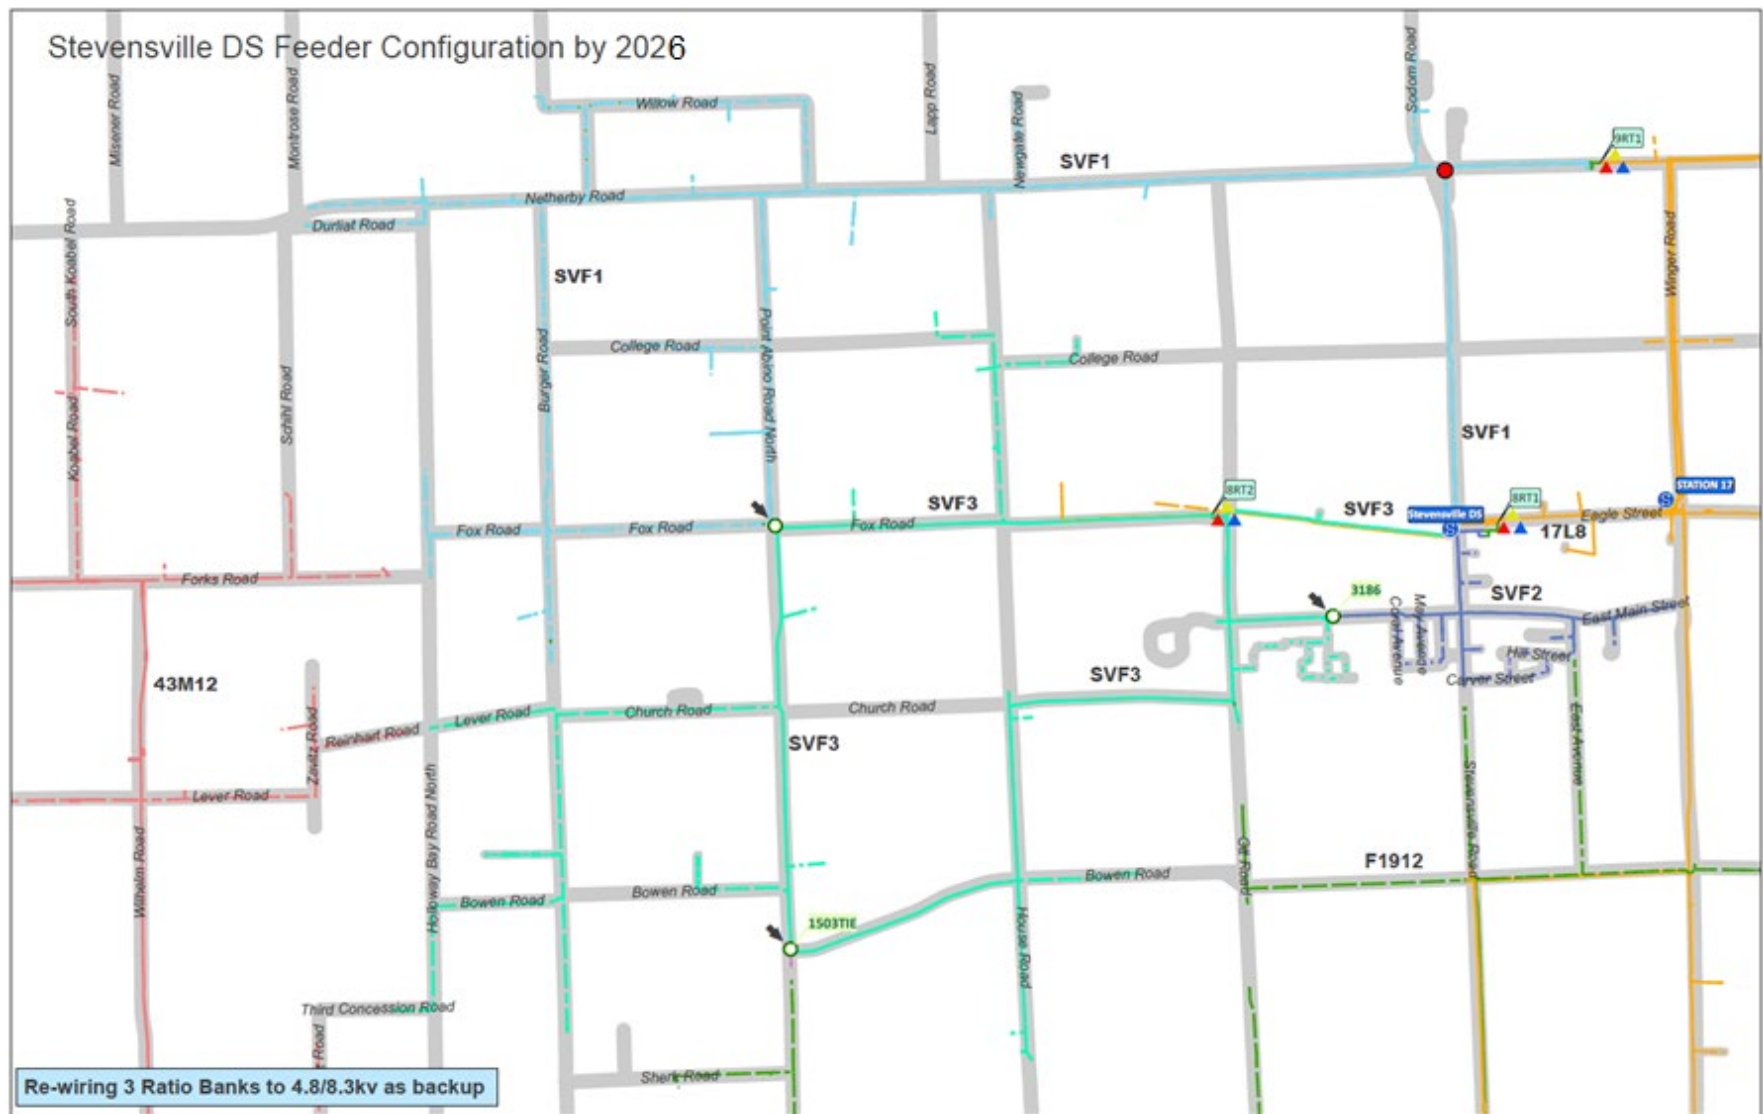 Stevensville DS Feeder Configuration by 2026
Misener Road
Montrose Road
Willow Road
Lapp Road
Newgate Road
Sodom Road
SVF1
9RT1
Netherby Road
Durliat Road
South Koabel Road
Winger Road
SVF1
Point Abino Road North
Burger Road
College Road
College Road
Schihl Road
Koabel Road
SVF1
STATION 17
8RT2
8RT1
SVF3
SVF3
Stevensville DS
Eagle Street
17L8
Fox Road
Fox Road
Fox Road
Forks Road
3186
SVF2
Coral Avenue
May Avenue
East Main Street
Hill Street
Carver Street
43M12
SVF3
Lever Road
Church Road
Church Road
Reinhart Road
Zavitz Road
SVF3
East Avenue
Stevensville Road
Lever Road
Wilhelm Road
Holloway Bay Road North
Ott Road
F1912
Bowen Road
Bowen Road
Bowen Road
House Road
1503TIE
Third Concession Road
Road
Sherk Road
Re-wiring 3 Ratio Banks to 4.8/8.3kv as backup